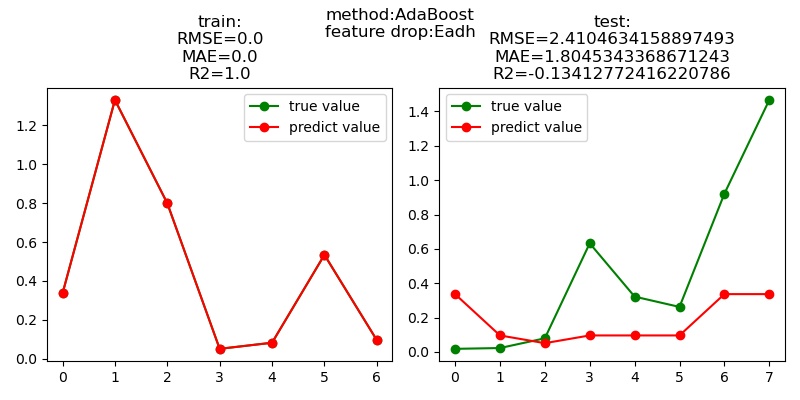 method:AdaBoost
feature drop:Eadh
train:
RMSE=0.0
MAE=0.0
R2=1.0
true value
predict value
0.0
0.2
0.4
0.6
0.8
1.0
1.2
0 1 2 3 4 5 6
test:
RMSE=2.4104634158897493
MAE=1.8045343368671243
R2=-0.13412772416220786
true value
predict value
0.0
0.2
0.4
0.6
0.8
1.0
1.2
1.4
0 1 2 3 4 5 6 7